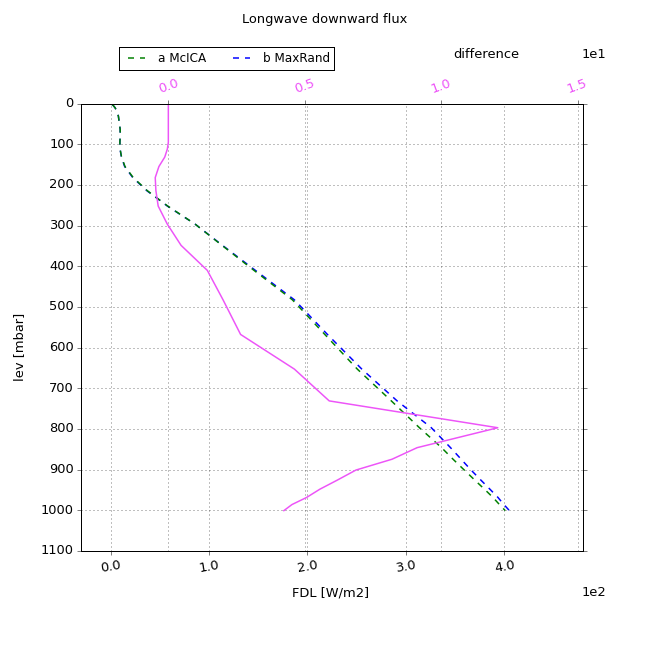 Longwave downward flux
a McICA b MaxRand
difference 1e1
0.0 0.5 1.0 1.5
0
100
200
300
400
500
600
700
800
900
1000
1100
lev [mbar]
0.0 1.0 2.0 3.0 4.0
FDL [W/m2] 1e2